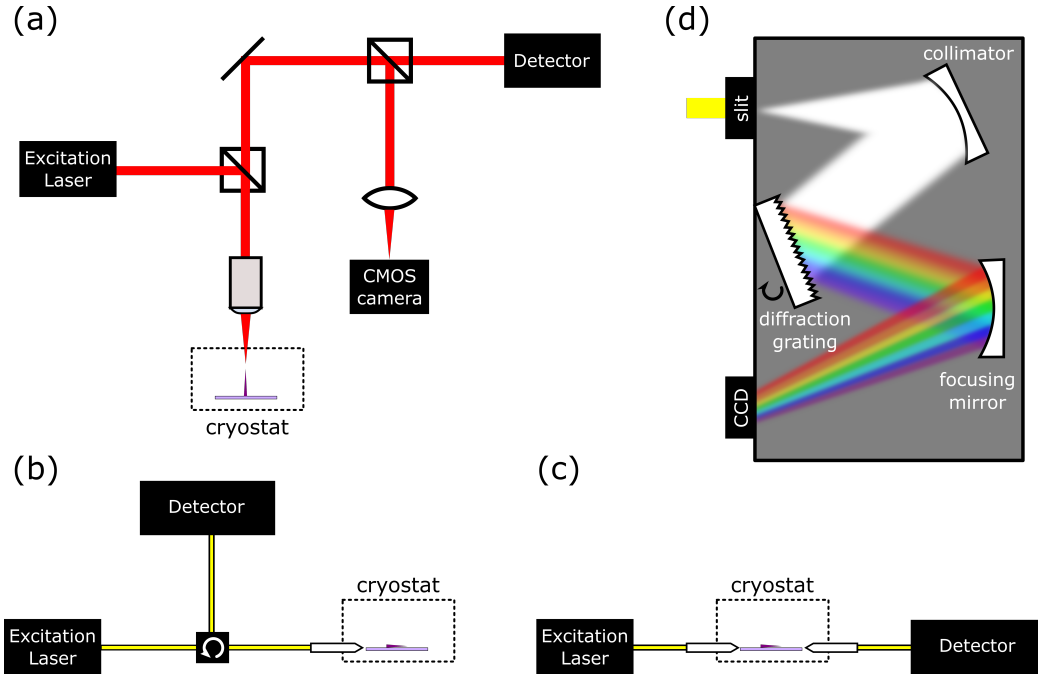 (a)
Excitation
Laser
Detector
CMOS
camera
cryostat
(d)
slit
collimator
diffraction
grating
focusing
mirror
CCD
(b)
Detector
cryostat
Excitation
Laser
(c)
cryostat
Excitation
Laser
Detector